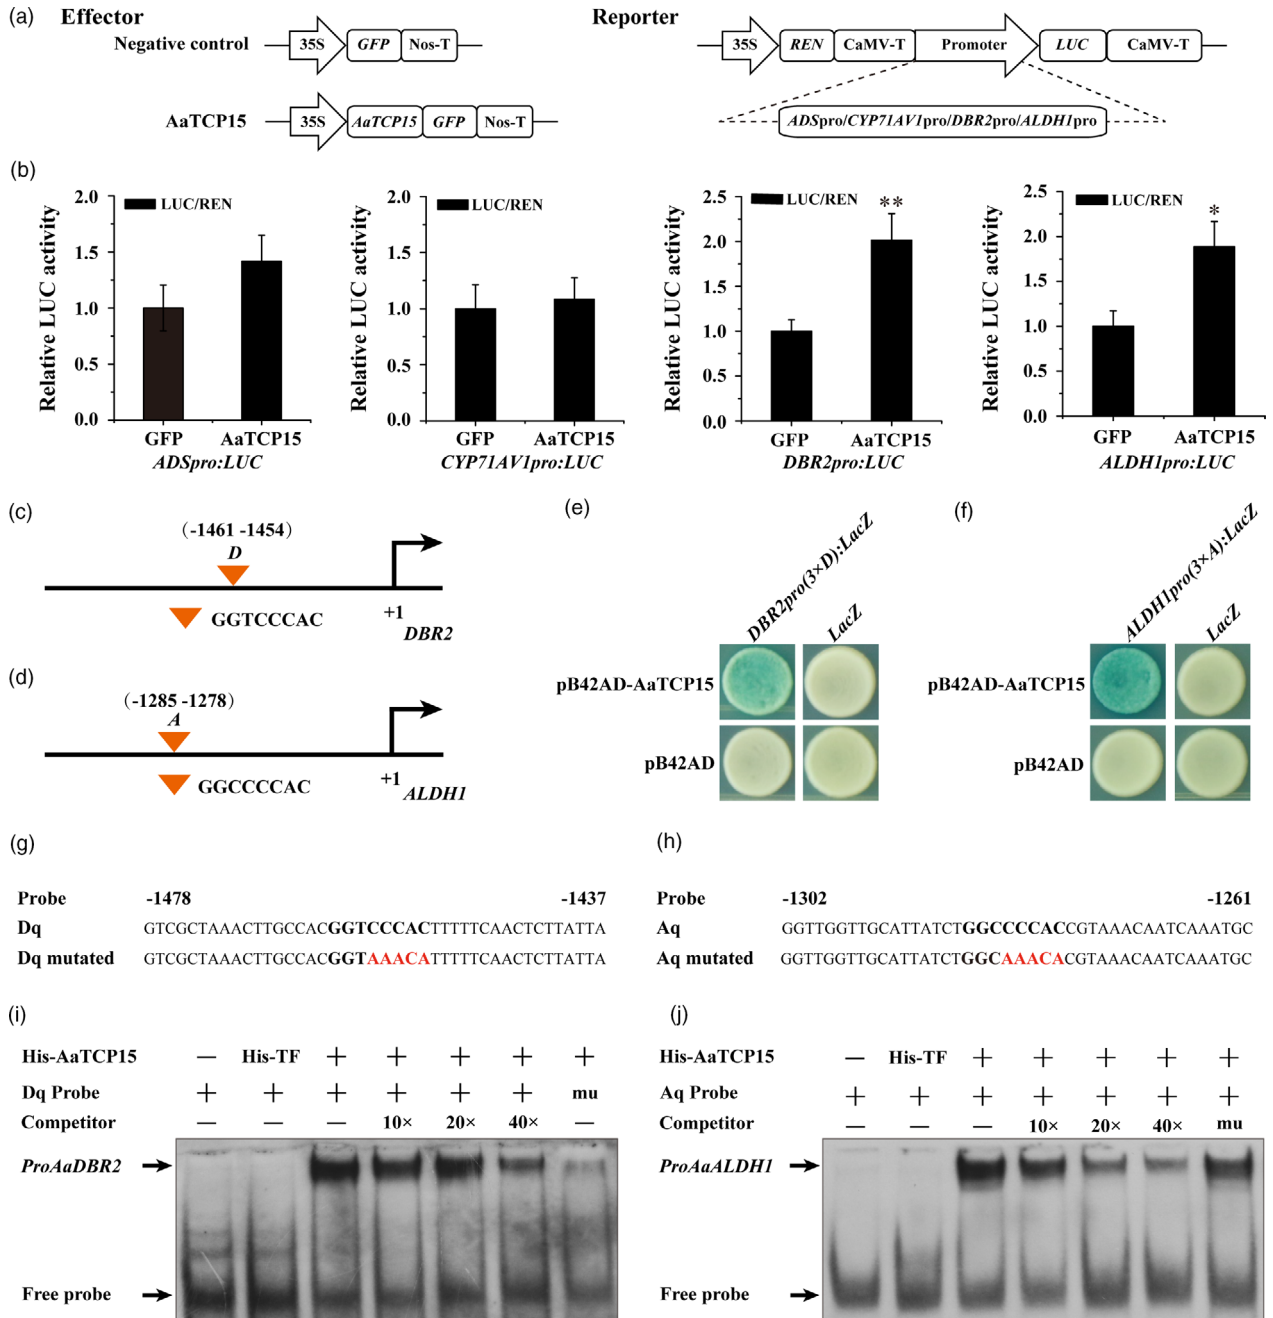 (a) Effector Reporter
Negative control 35S GFP Nos-T 35S REN CaMV-T Promoter LUC CaMV-T
AaTCP15 35S AaTCP15 GFP Nos-T ADSpro/CYP71AV1pro/DBR2pro/ALDH1pro
(b)
Relative LUC activity
2.0
1.5
1.0
0.5
0.0
LUC/REN
GFP AaTCP15
ADSpro:LUC
Relative LUC activity
2.0
1.5
1.0
0.5
0.0
LUC/REN
GFP AaTCP15
CYP71AV1pro:LUC
Relative LUC activity
2.5
2.0
1.5
1.0
0.5
0.0
LUC/REN
**
GFP AaTCP15
DBR2pro:LUC
Relative LUC activity
2.5
2.0
1.5
1.0
0.5
0.0
LUC/REN
*
GFP AaTCP15
ALDH1pro:LUC
(c)
(-1461 -1454)
D
GGTCCCAC
+1 DBR2
(d)
(-1285 -1278)
A
GGCCCCAC
+1 ALDH1
(e)
DBR2pro(3×D):LacZ LacZ
pB42AD-AaTCP15
pB42AD
(f)
ALDH1pro(3×A):LacZ LacZ
pB42AD-AaTCP15
pB42AD
(g)
Probe -1478 -1437
Dq GTCGCTAAACTTGCCACGGTCCCACTTTTTCAACTCTTATTA
Dq mutated GTCGCTAAACTTGCCACGGTAAACATTTTTCAACTCTTATTA
(h)
Probe -1302 -1261
Aq GGTTGGTTGCATTATCTGGCCCCACCGTAAACAATCAAATGC
Aq mutated GGTTGGTTGCATTATCTGGCAAACACGTAAACAATCAAATGC
(i)
His-AaTCP15 — His-TF + + + + +
Dq Probe + + + + + + mu
Competitor — — — 10× 20× 40× —
ProAaDBR2
Free probe
(j)
His-AaTCP15 — His-TF + + + + +
Aq Probe + + + + + + +
Competitor — — — 10× 20× 40× mu
ProAaALDH1
Free probe